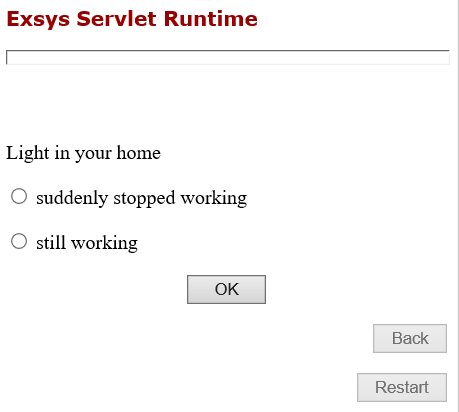 Exsys Servlet Runtime
Light in your home
suddenly stopped working
still working
OK
Back
Restart